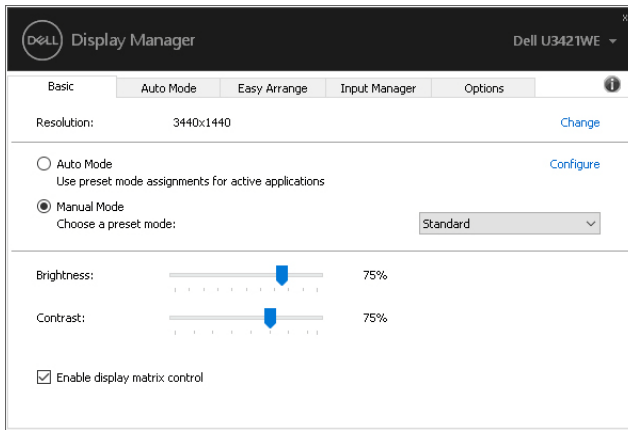 DELL Display Manager
Dell U3421WE
x
Basic Auto Mode Easy Arrange Input Manager Options i
Resolution: 3440x1440 Change
Auto Mode Configure
Use preset mode assignments for active applications
Manual Mode
Choose a preset mode: Standard
Brightness: 75%
Contrast: 75%
Enable display matrix control